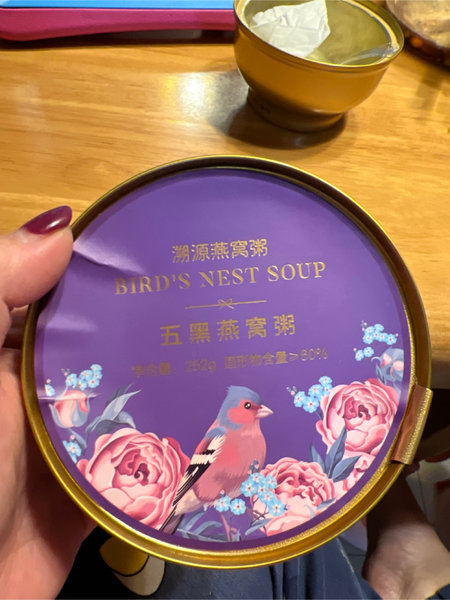 溯源燕窝粥
BIRD'S NEST SOUP
五黑燕窝粥
净含量：252g 固形物含量≥60%